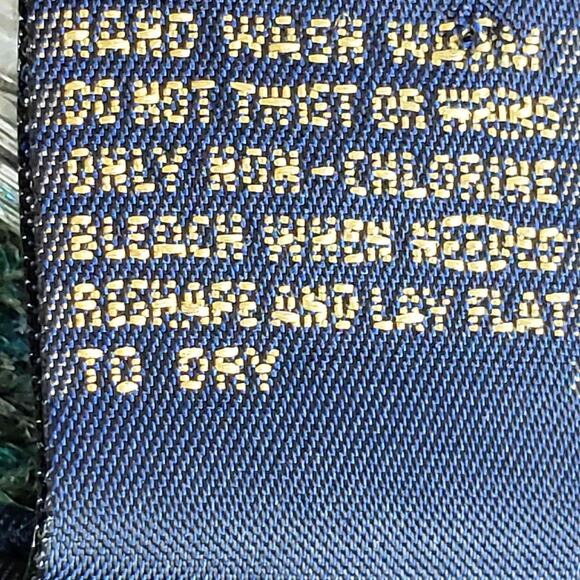 HAND WASH WARM
DO NOT TWIST OR WRING
ONLY NON-CHLORINE
BLEACH WHEN NEEDED
RESHAPE AND LAY FLAT
TO DRY